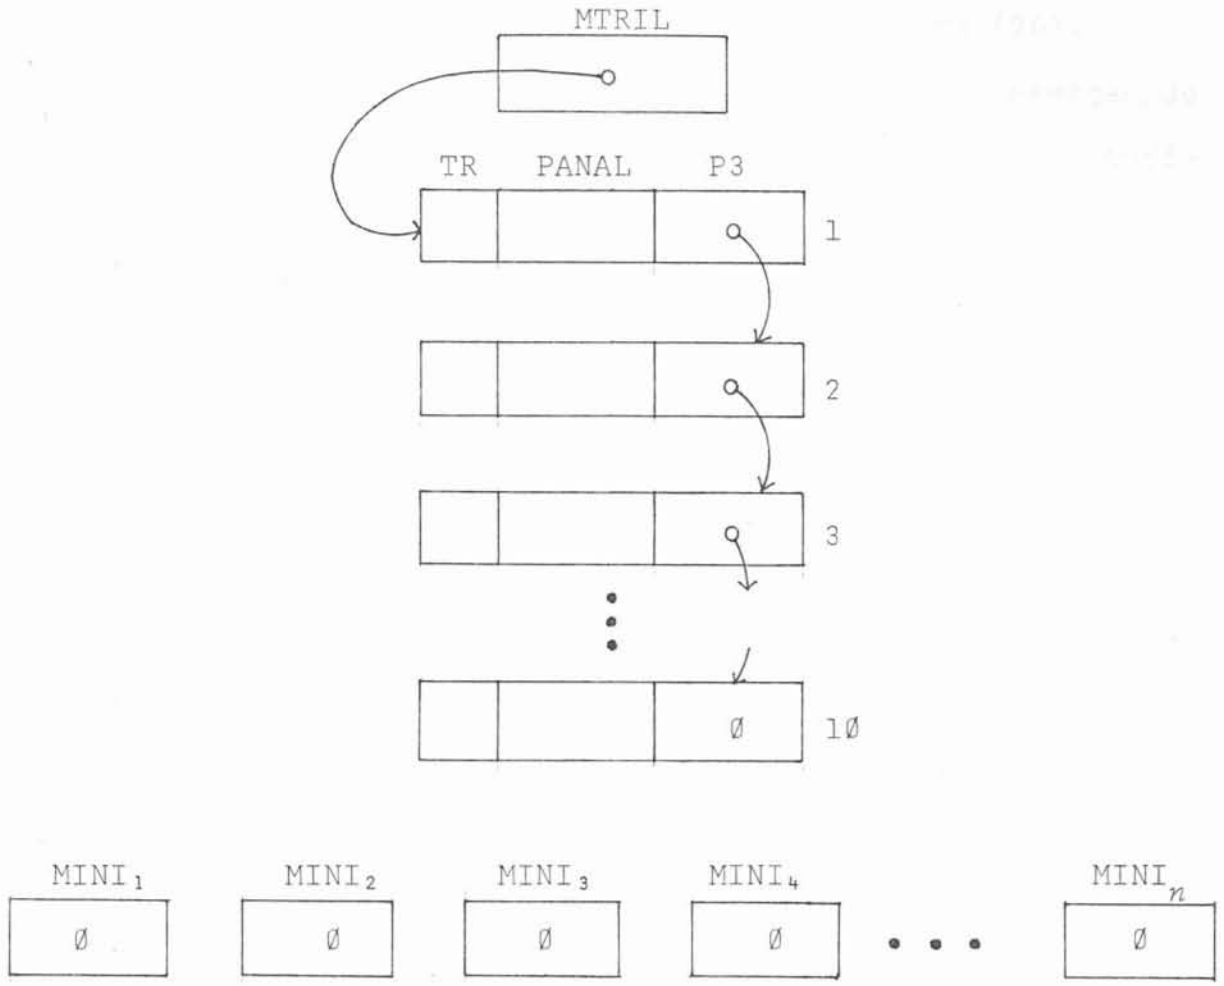 MTRIL
TR PANAL P3
1
2
3
Ø 1Ø
MINI₁ MINI₂ MINI₃ MINI₄ MINIₙ
Ø Ø Ø Ø Ø